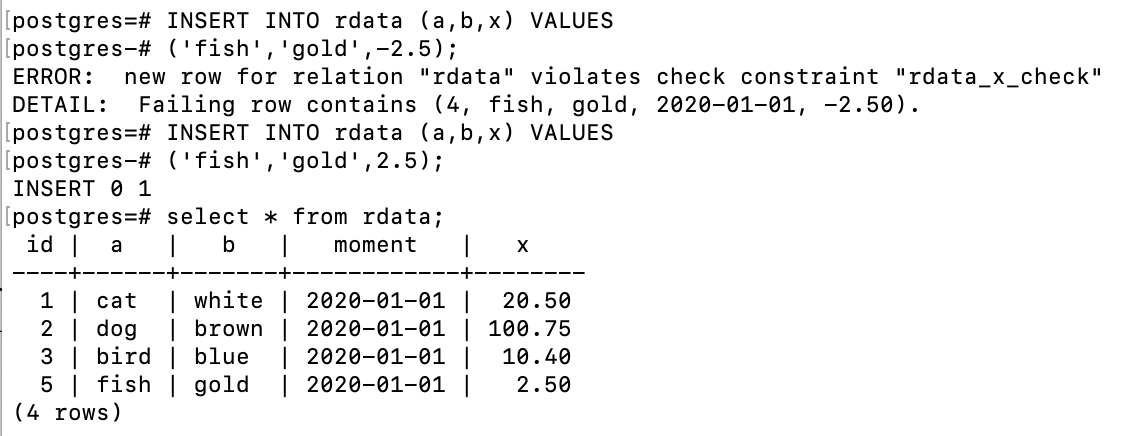 [postgres=# INSERT INTO rdata (a,b,x) VALUES
[postgres-# ('fish','gold',-2.5);
ERROR:  new row for relation "rdata" violates check constraint "rdata_x_check"
DETAIL:  Failing row contains (4, fish, gold, 2020-01-01, -2.50).
[postgres=# INSERT INTO rdata (a,b,x) VALUES
[postgres-# ('fish','gold',2.5);
INSERT 0 1
[postgres=# select * from rdata;
 id |  a   |   b   |   moment   |   x
----+------+-------+------------+--------
  1 | cat  | white | 2020-01-01 |  20.50
  2 | dog  | brown | 2020-01-01 | 100.75
  3 | bird | blue  | 2020-01-01 |  10.40
  5 | fish | gold  | 2020-01-01 |   2.50
(4 rows)